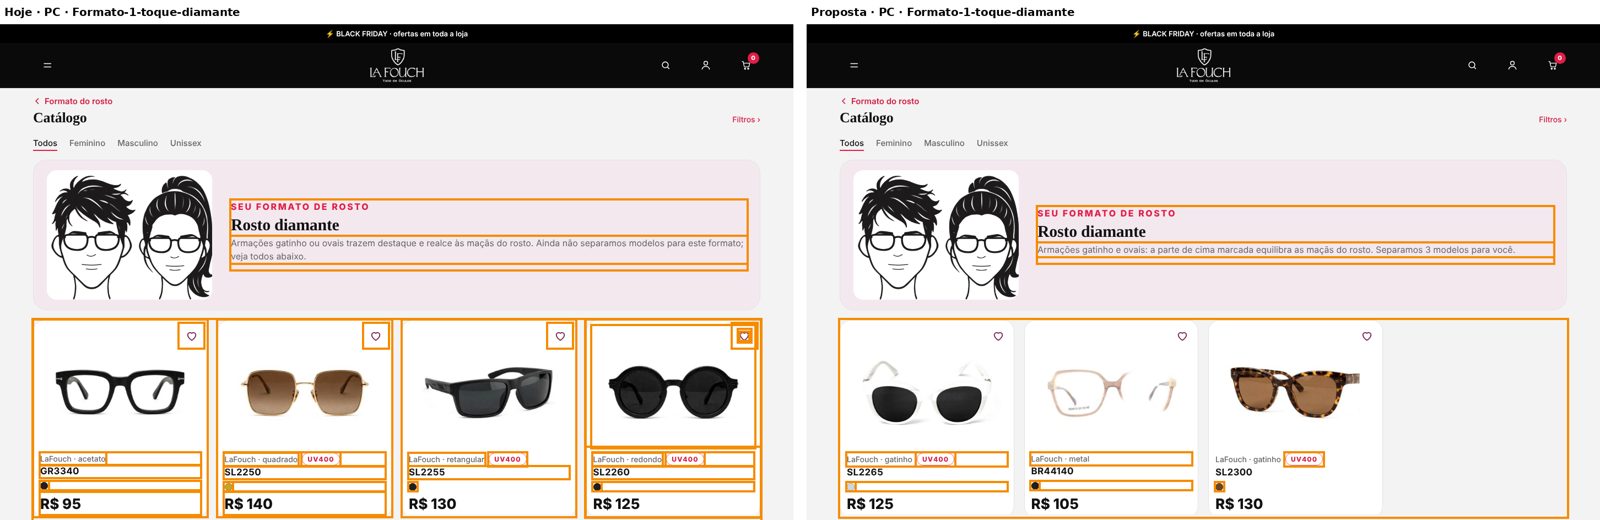 Hoje · PC · Formato-1-toque-diamante
⚡ BLACK FRIDAY · ofertas em toda a loja
LA FOUCH
0
Formato do rosto
Catálogo
Filtros ›
Todos Feminino Masculino Unissex
SEU FORMATO DE ROSTO
Rosto diamante
Armações gatinho ou ovais trazem destaque e realce às maçãs do rosto. Ainda não separamos modelos para este formato;
veja todos abaixo.
LaFouch · acetato
GR3340
R$ 95
LaFouch · quadrado UV400
SL2250
R$ 140
LaFouch · retangular UV400
SL2255
R$ 130
LaFouch · redondo UV400
SL2260
R$ 125
Proposta · PC · Formato-1-toque-diamante
⚡ BLACK FRIDAY · ofertas em toda a loja
LA FOUCH
0
Formato do rosto
Catálogo
Filtros ›
Todos Feminino Masculino Unissex
SEU FORMATO DE ROSTO
Rosto diamante
Armações gatinho e ovais: a parte de cima marcada equilibra as maçãs do rosto. Separamos 3 modelos para você.
LaFouch · gatinho UV400
SL2265
R$ 125
LaFouch · metal
BR44140
R$ 105
LaFouch · gatinho UV400
SL2300
R$ 130